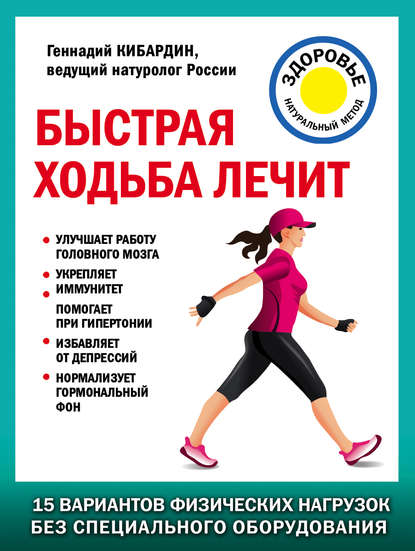 Геннадий КИБАРДИН,
ведущий натуролог России
ЗДОРОВЬЕ
НАТУРАЛЬНЫЙ МЕТОД
БЫСТРАЯ
ХОДЬБА ЛЕЧИТ
УЛУЧШАЕТ РАБОТУ
ГОЛОВНОГО МОЗГА
УКРЕПЛЯЕТ
ИММУНИТЕТ
ПОМОГАЕТ
ПРИ ГИПЕРТОНИИ
ИЗБАВЛЯЕТ
ОТ ДЕПРЕССИЙ
НОРМАЛИЗУЕТ
ГОРМОНАЛЬНЫЙ
ФОН
15 ВАРИАНТОВ ФИЗИЧЕСКИХ НАГРУЗОК
БЕЗ СПЕЦИАЛЬНОГО ОБОРУДОВАНИЯ